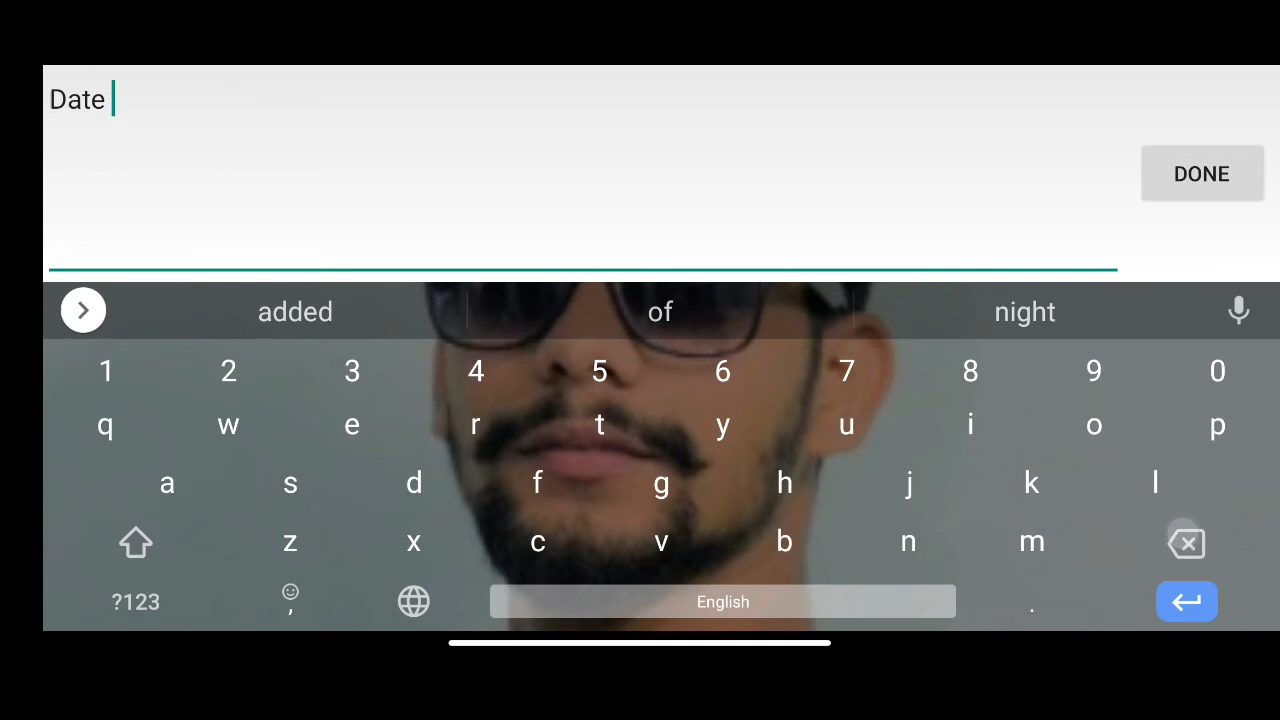 Date
DONE
added of night
1 2 3 4 5 6 7 8 9 0
q w e r t y u i o p
a s d f g h j k l
z x c v b n m
?123 , English .